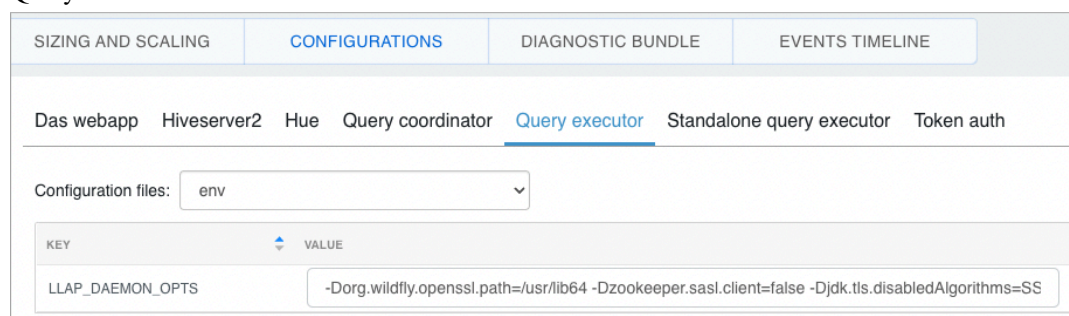 SIZING AND SCALING CONFIGURATIONS DIAGNOSTIC BUNDLE EVENTS TIMELINE
Das webapp Hiveserver2 Hue Query coordinator Query executor Standalone query executor Token auth
Configuration files: env
KEY VALUE
LLAP_DAEMON_OPTS -Dorg.wildfly.openssl.path=/usr/lib64 -Dzookeeper.sasl.client=false -Djdk.tls.disabledAlgorithms=SS